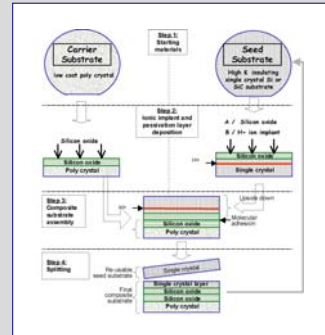 Step 1:
Starting
materials
Carrier
Substrate
low cost poly crystal
Seed
Substrate
High K insulating
single crystal Si or
SiC substrate
Step 2:
Ionic implant and
passivation layer
deposition
Silicon oxide
Silicon oxide
Poly crystal
A / Silicon oxide
B / H+ ion implant
Silicon oxide
Single crystal
Step 3:
Composite
substrate
assembly
Upside down
Silicon oxide
Poly crystal
Molecular
adhesion
Step 4:
Splitting
Re-usable
seed substrate
Single crystal
Final
composite
substrate
Single crystal layer
Silicon oxide
Silicon oxide
Poly crystal